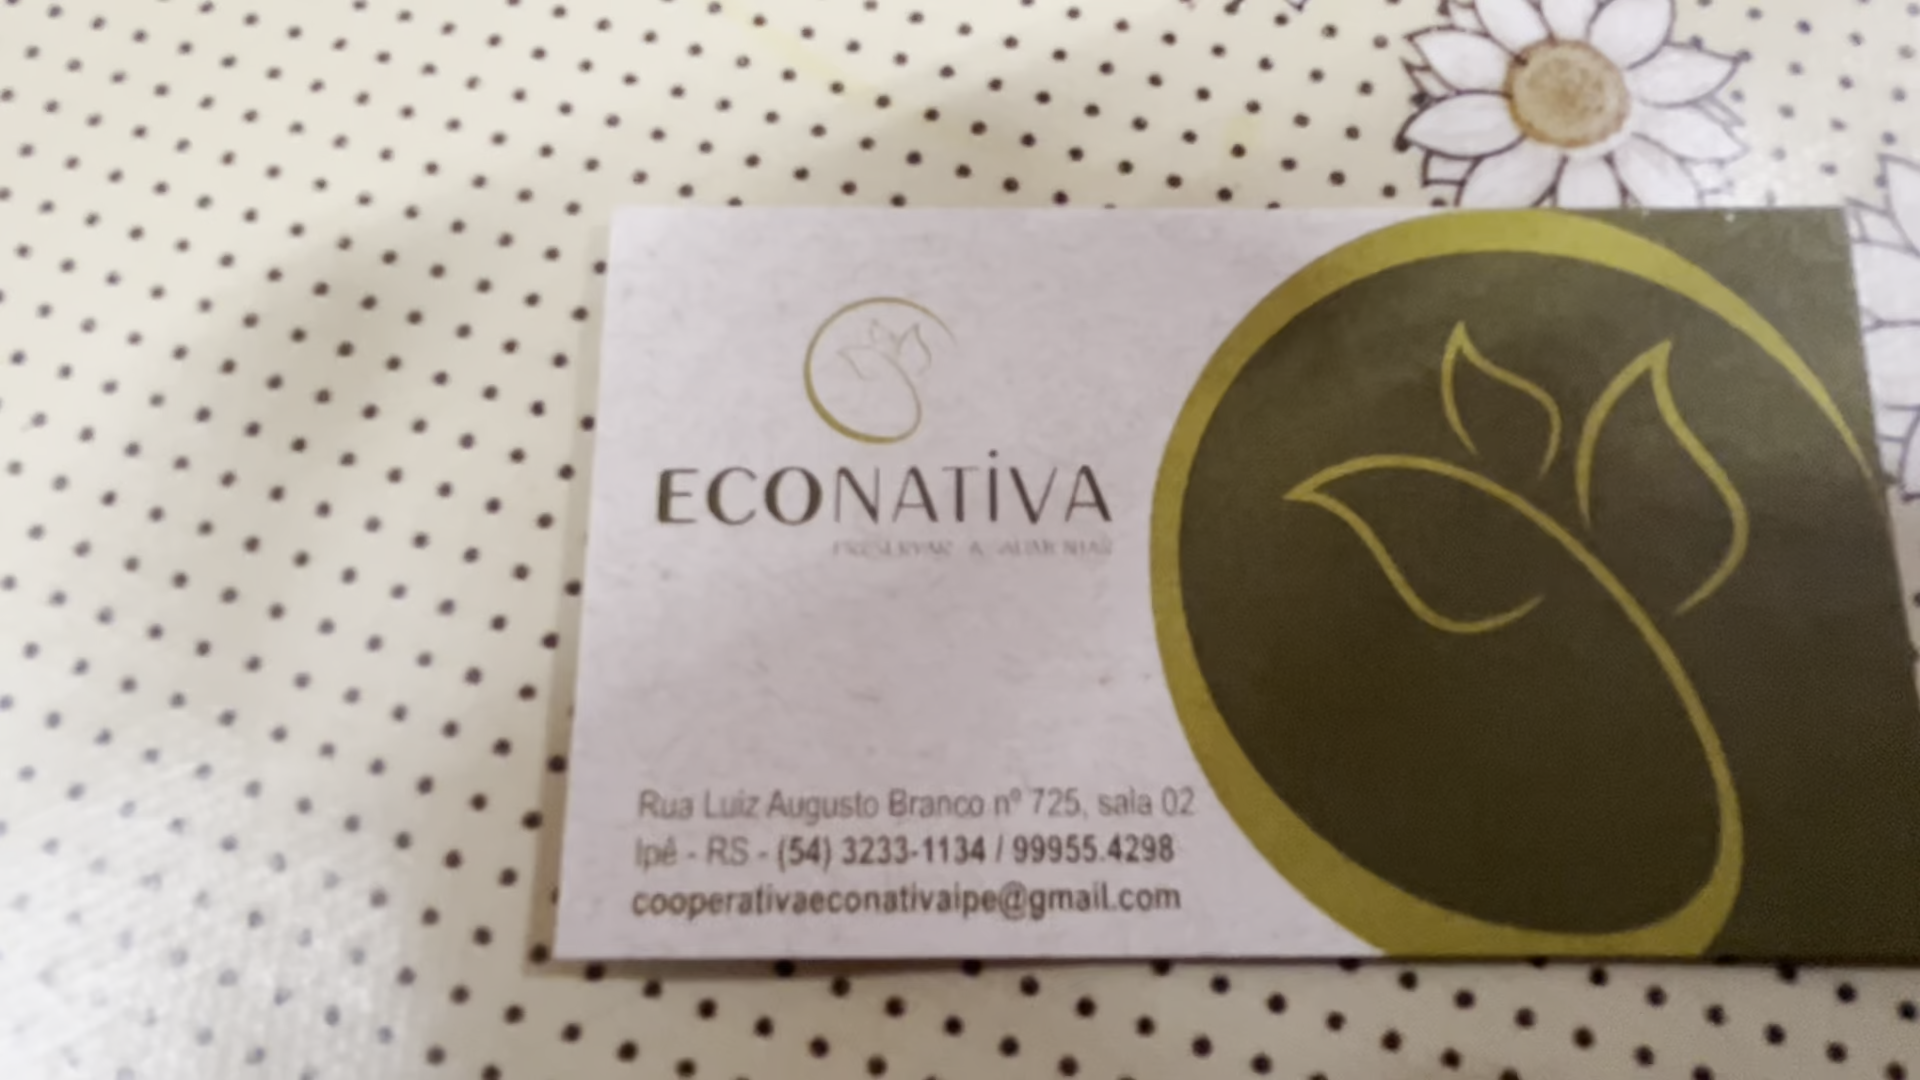 ECONATIVA
Rua Luiz Augusto Branco nº 725, sala 02
Ipê - RS - (54) 3233-1134 / 99955.4298
cooperativaeconativaipe@gmail.com